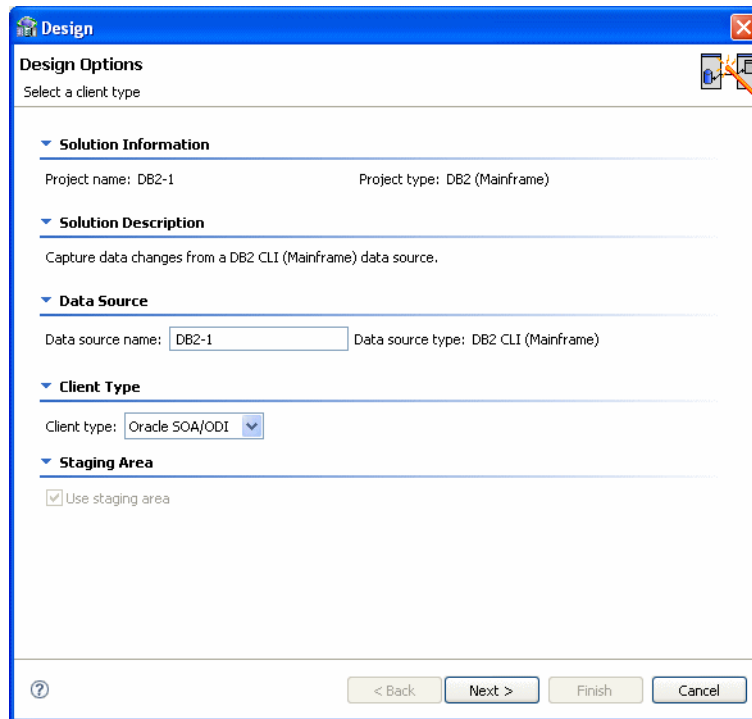 Design
Design Options
Select a client type
Solution Information
Project name: DB2-1 Project type: DB2 (Mainframe)
Solution Description
Capture data changes from a DB2 CLI (Mainframe) data source.
Data Source
Data source name: DB2-1 Data source type: DB2 CLI (Mainframe)
Client Type
Client type: Oracle SOA/ODI
Staging Area
Use staging area
? < Back Next > Finish Cancel